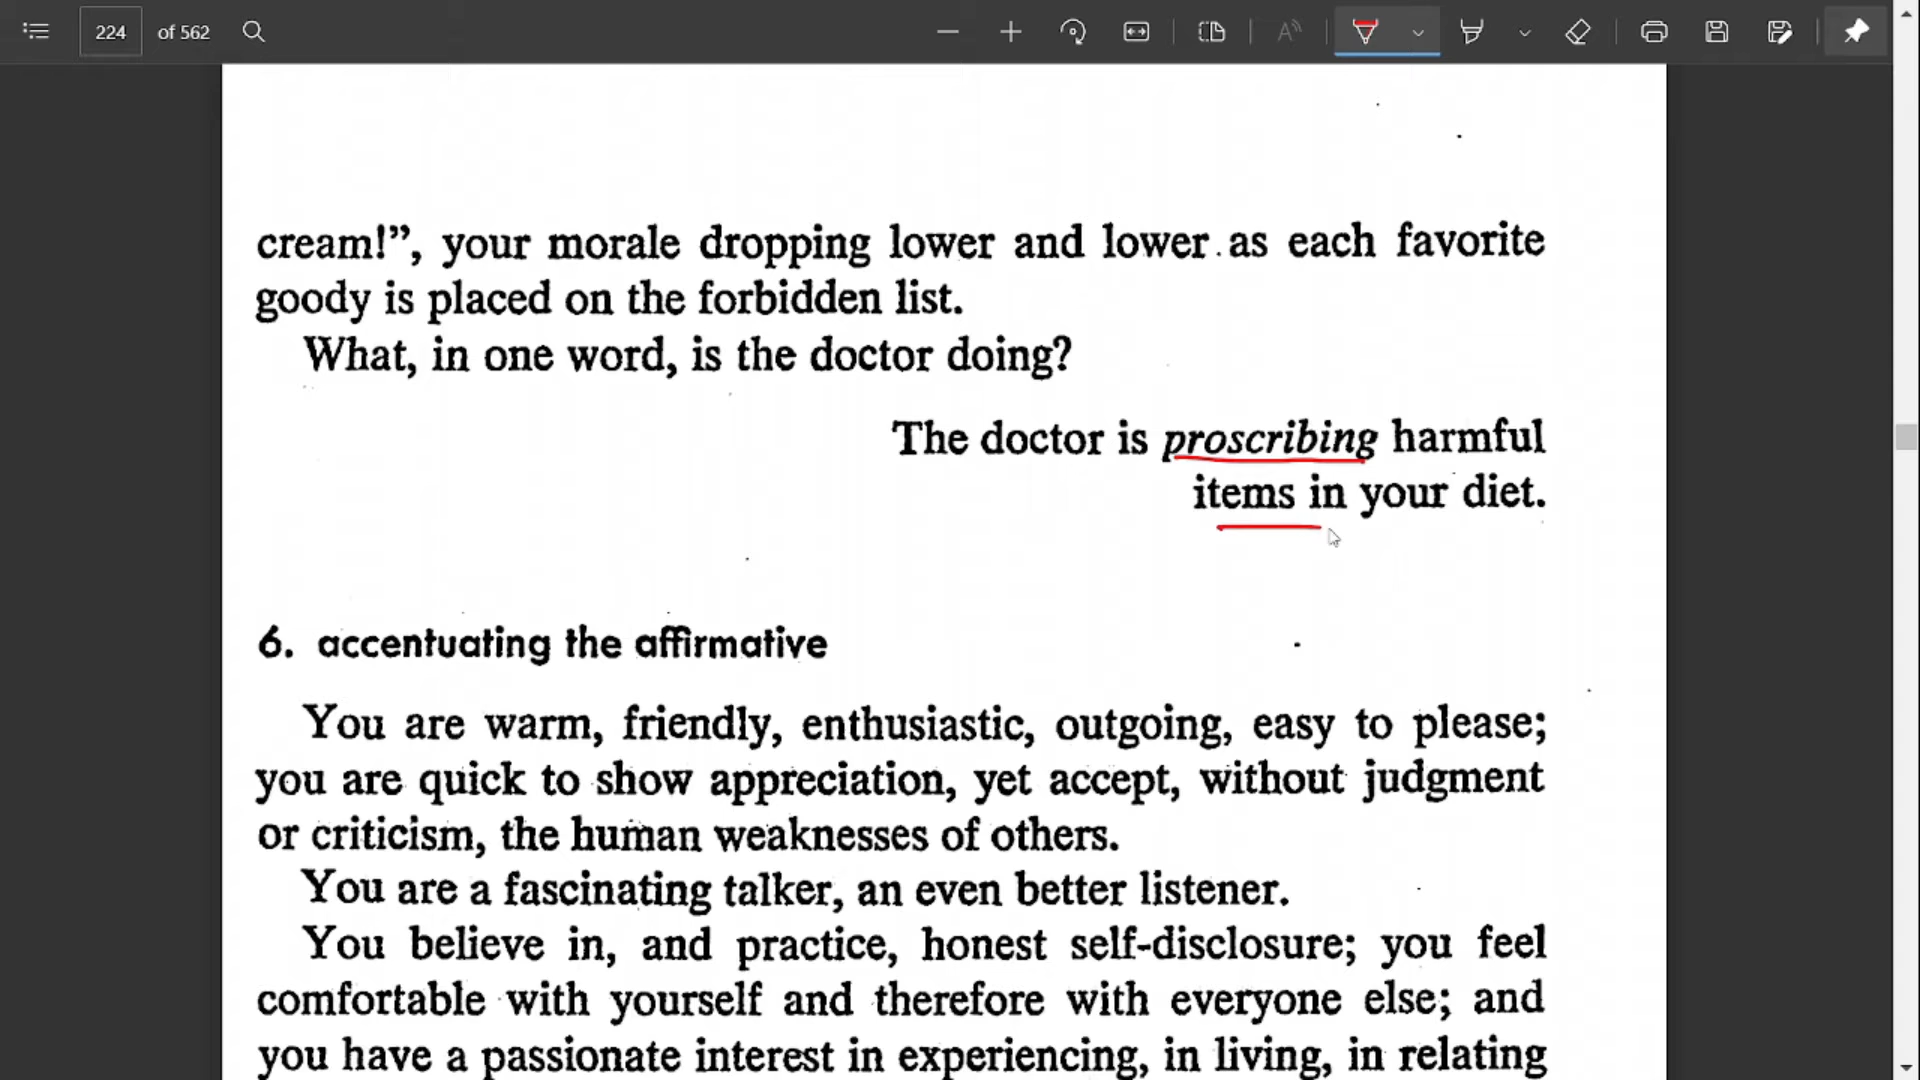 224 of 562
cream!”, your morale dropping lower and lower as each favorite
goody is placed on the forbidden list.
What, in one word, is the doctor doing?
The doctor is proscribing harmful
items in your diet.
6. accentuating the affirmative
You are warm, friendly, enthusiastic, outgoing, easy to please;
you are quick to show appreciation, yet accept, without judgment
or criticism, the human weaknesses of others.
You are a fascinating talker, an even better listener.
You believe in, and practice, honest self-disclosure; you feel
comfortable with yourself and therefore with everyone else; and
you have a passionate interest in experiencing, in living, in relating